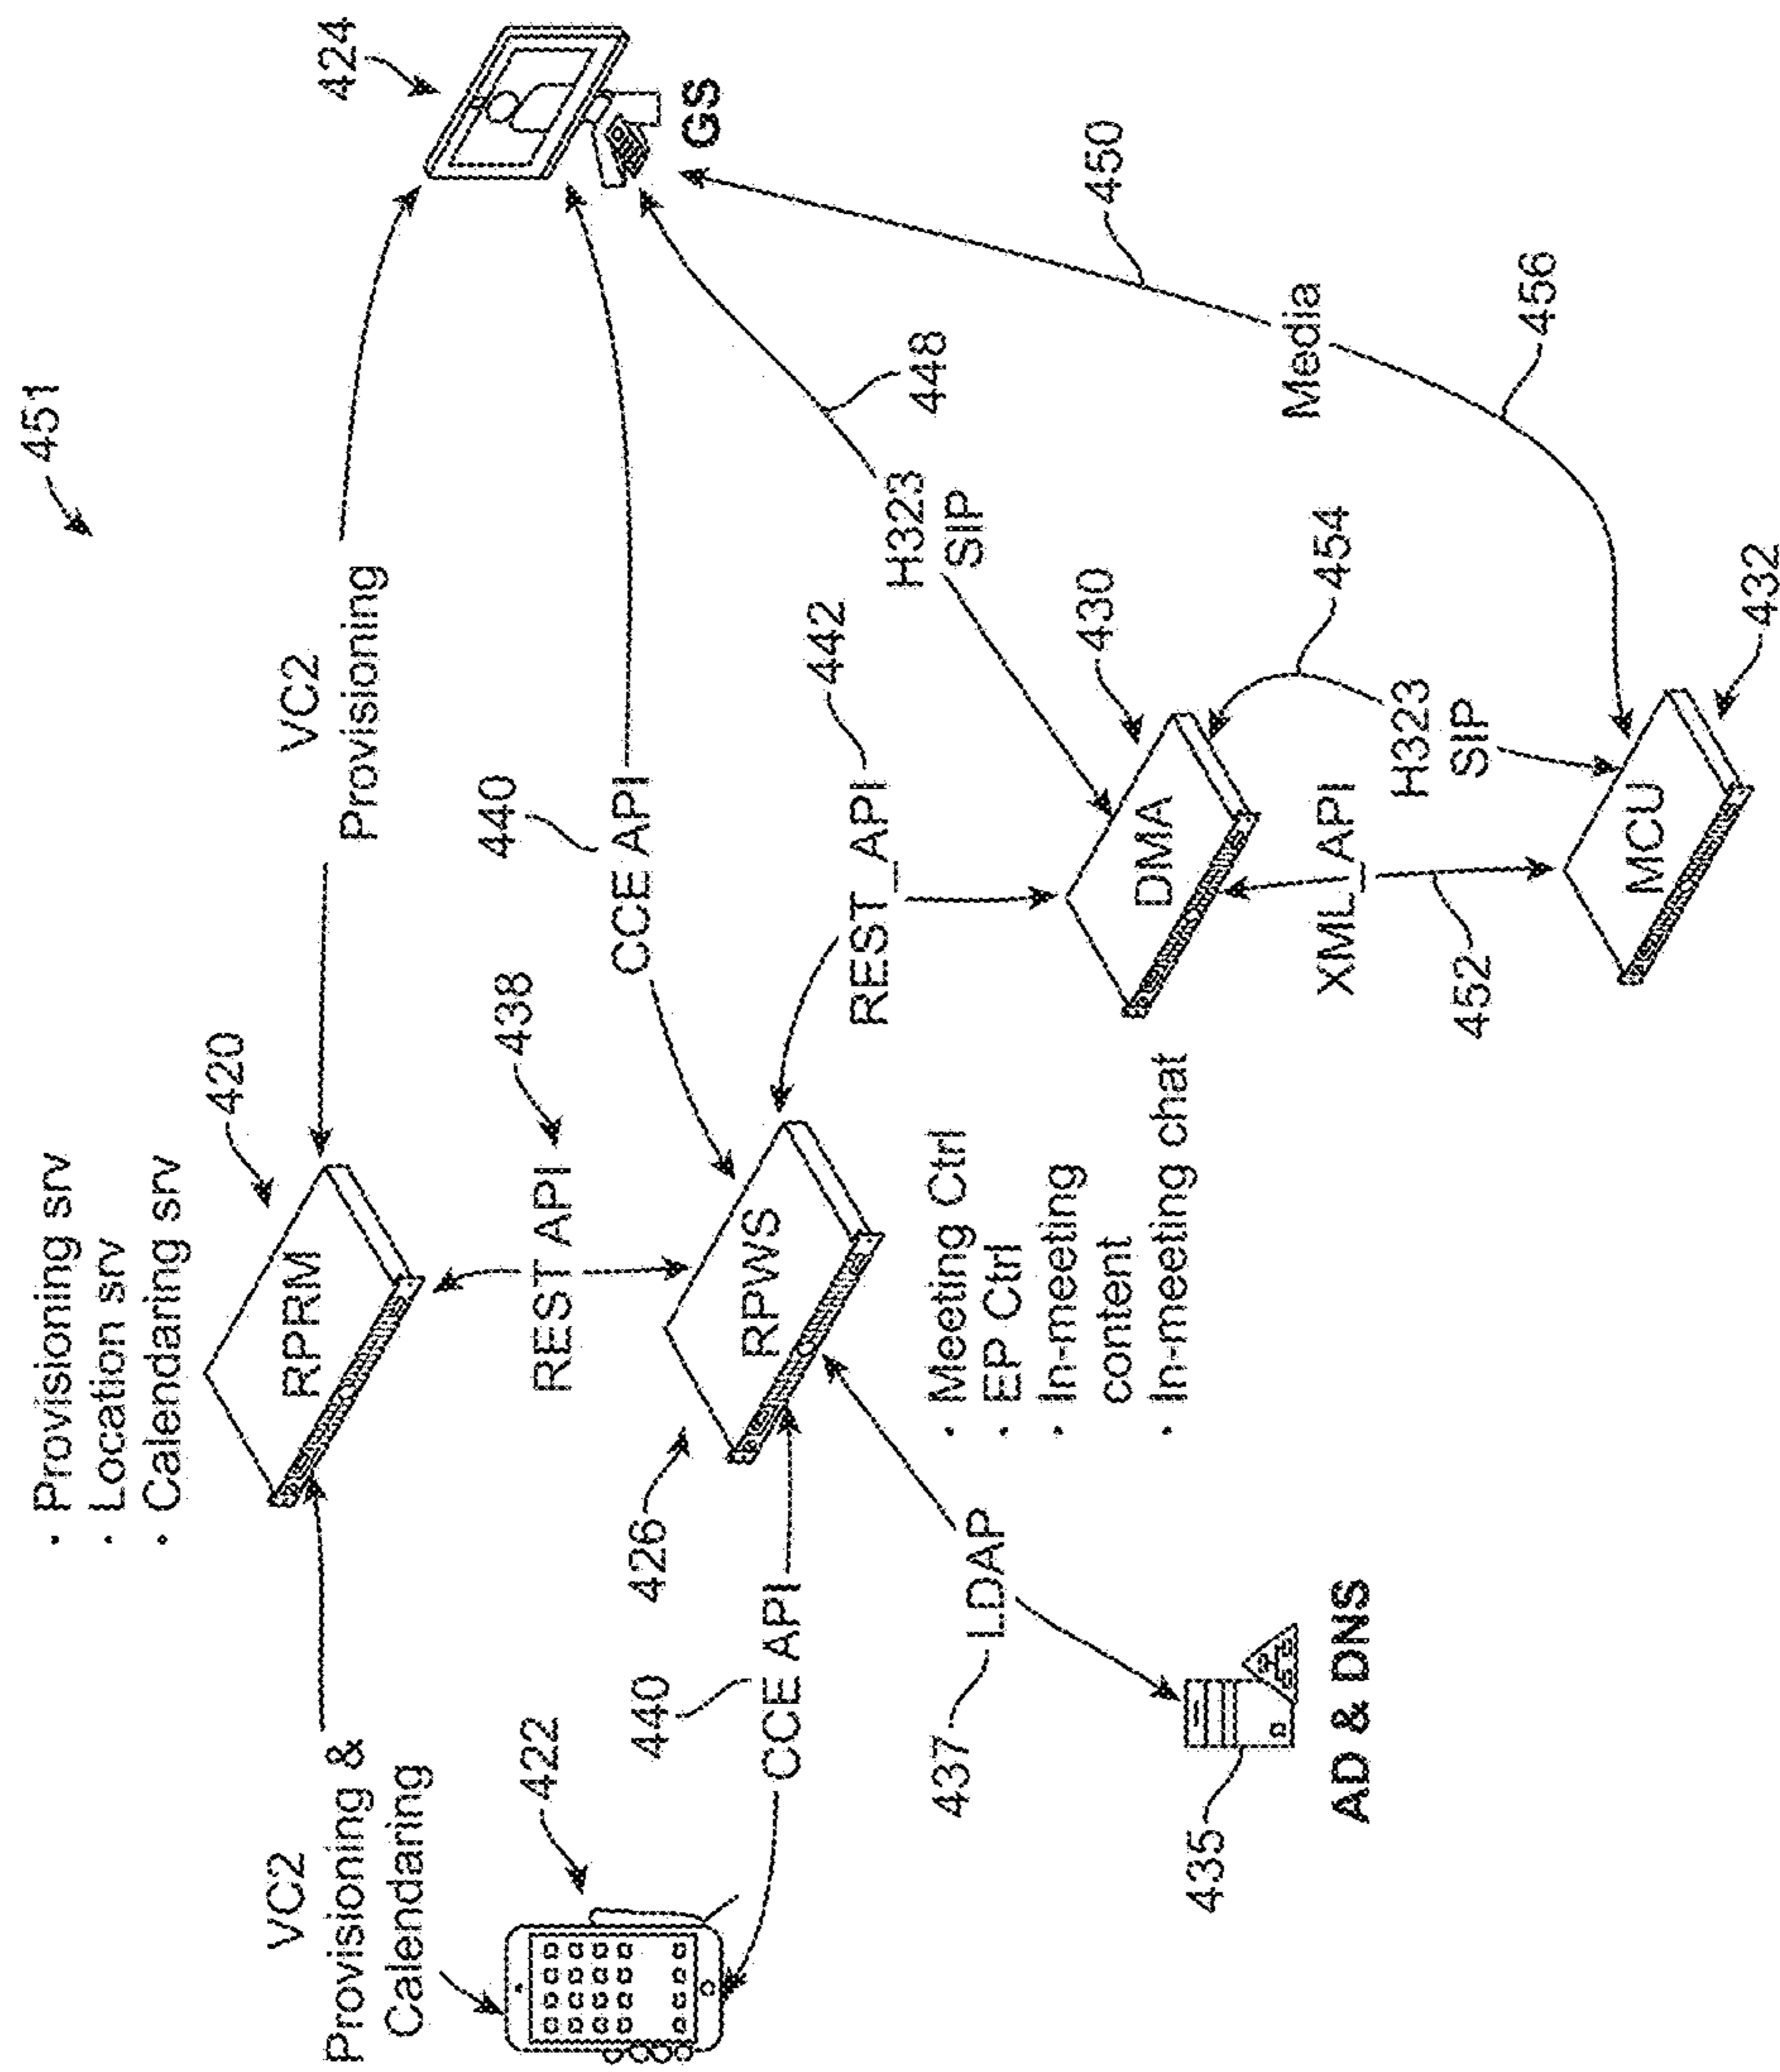 451
· Provisioning srv
· Location srv
· Calendaring srv
420
RPRM
VC2
Provisioning &
Calendaring
VC2
Provisioning
424
GS
422
REST API
438
440
CCE API
426
RPWS
440
CCE API
REST_API
442
H323
SIP
448
450
Media
456
437
LDAP
435
AD & DNS
· Meeting Ctrl
· EP Ctrl
· In-meeting
content
· In-meeting chat
DMA
430
454
XML_API
452
H323
SIP
MCU
432